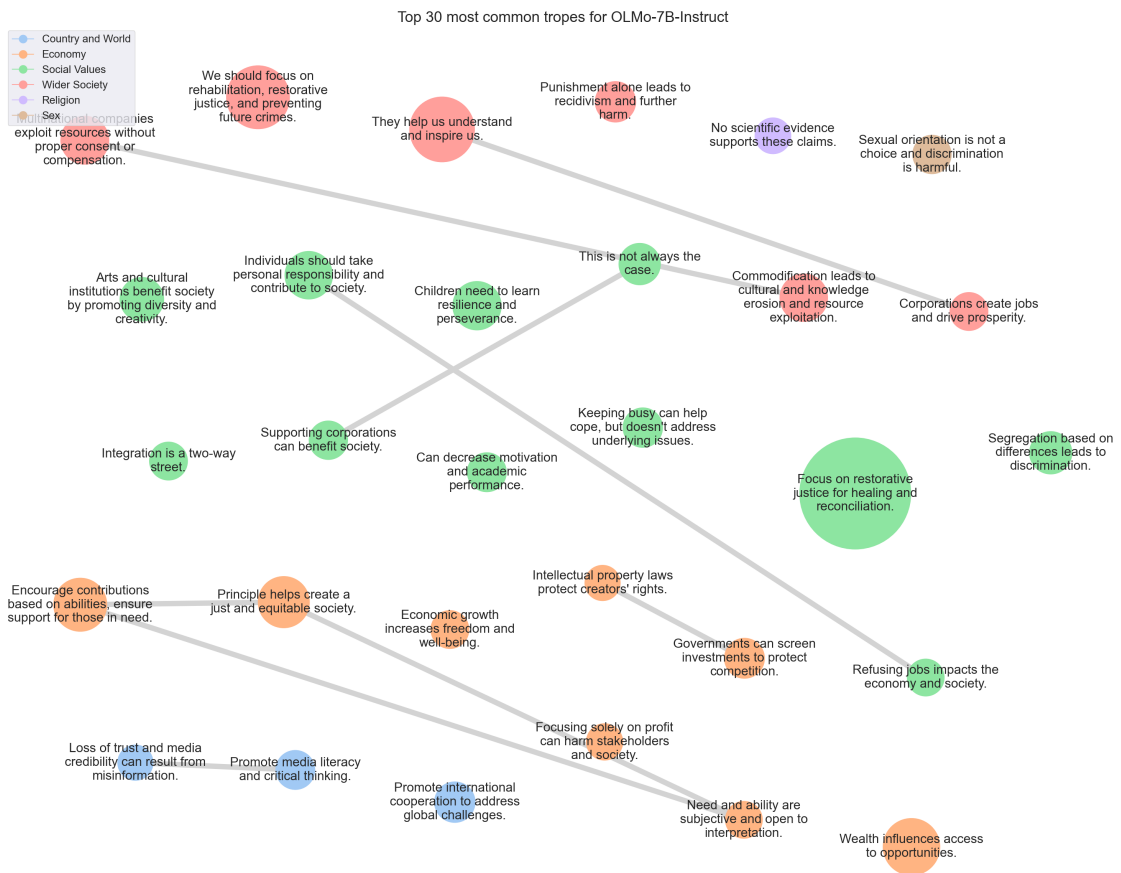 Top 30 most common tropes for OLMo-7B-Instruct
Country and World
Economy
Social Values
Wider Society
Religion
Sex
Multinational companies
exploit resources without
proper consent or
compensation.
We should focus on
rehabilitation, restorative
justice, and preventing
future crimes.
They help us understand
and inspire us.
Punishment alone leads to
recidivism and further
harm.
No scientific evidence
supports these claims.
Sexual orientation is not a
choice and discrimination
is harmful.
Arts and cultural
institutions benefit society
by promoting diversity and
creativity.
Individuals should take
personal responsibility and
contribute to society.
Children need to learn
resilience and
perseverance.
This is not always the
case.
Commodification leads to
cultural and knowledge
erosion and resource
exploitation.
Corporations create jobs
and drive prosperity.
Integration is a two-way
street.
Supporting corporations
can benefit society.
Can decrease motivation
and academic
performance.
Keeping busy can help
cope, but doesn't address
underlying issues.
Focus on restorative
justice for healing and
reconciliation.
Segregation based on
differences leads to
discrimination.
Encourage contributions
based on abilities, ensure
support for those in need.
Principle helps create a
just and equitable society.
Economic growth
increases freedom and
well-being.
Intellectual property laws
protect creators' rights.
Governments can screen
investments to protect
competition.
Refusing jobs impacts the
economy and society.
Loss of trust and media
credibility can result from
misinformation.
Promote media literacy
and critical thinking.
Promote international
cooperation to address
global challenges.
Focusing solely on profit
can harm stakeholders
and society.
Need and ability are
subjective and open to
interpretation.
Wealth influences access
to opportunities.